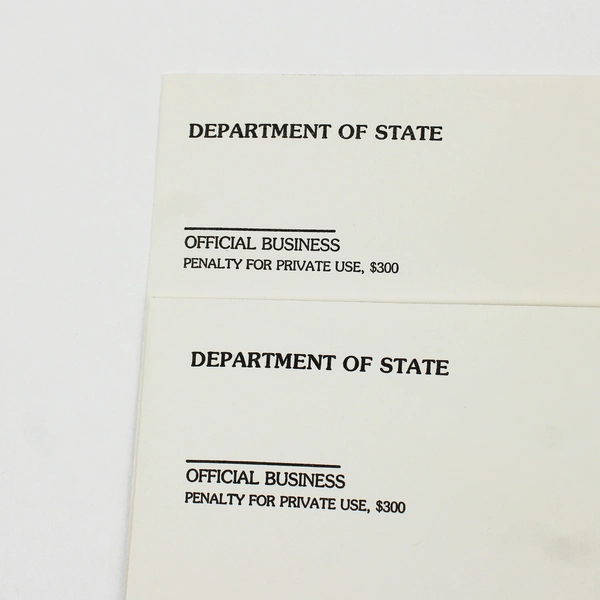 DEPARTMENT OF STATE
OFFICIAL BUSINESS
PENALTY FOR PRIVATE USE, $300
DEPARTMENT OF STATE
OFFICIAL BUSINESS
PENALTY FOR PRIVATE USE, $300